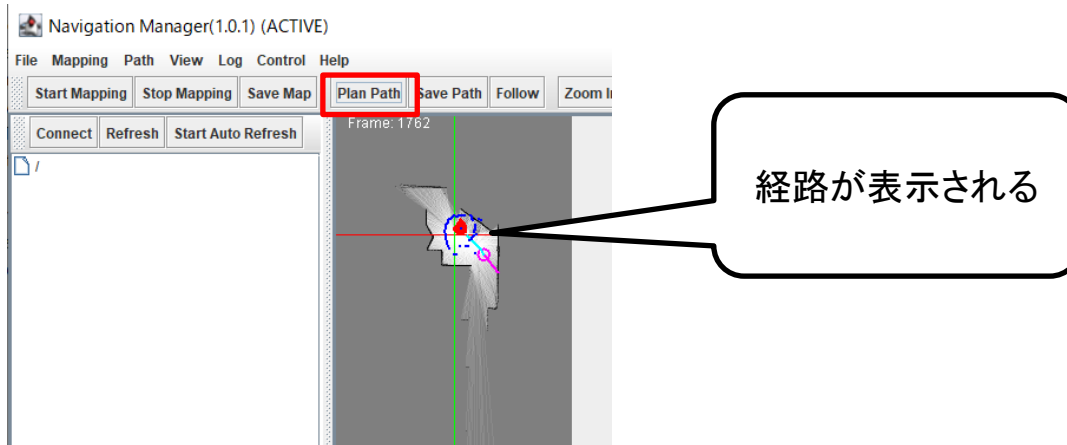 Navigation Manager(1.0.1) (ACTIVE)
File Mapping Path View Log Control Help
Start Mapping Stop Mapping Save Map Plan Path Save Path Follow Zoom In
Connect Refresh Start Auto Refresh
Frame: 1762
/
経路が表示される